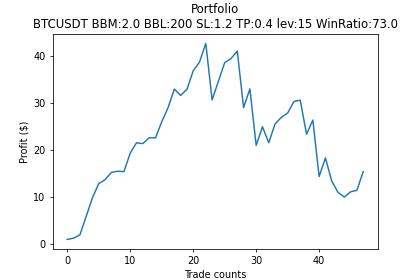 Portfolio
BTCUSDT BBM:2.0 BBL:200 SL:1.2 TP:0.4 lev:15 WinRatio:73.0
40
30
20
10
0
Profit ($)
0 10 20 30 40
Trade counts